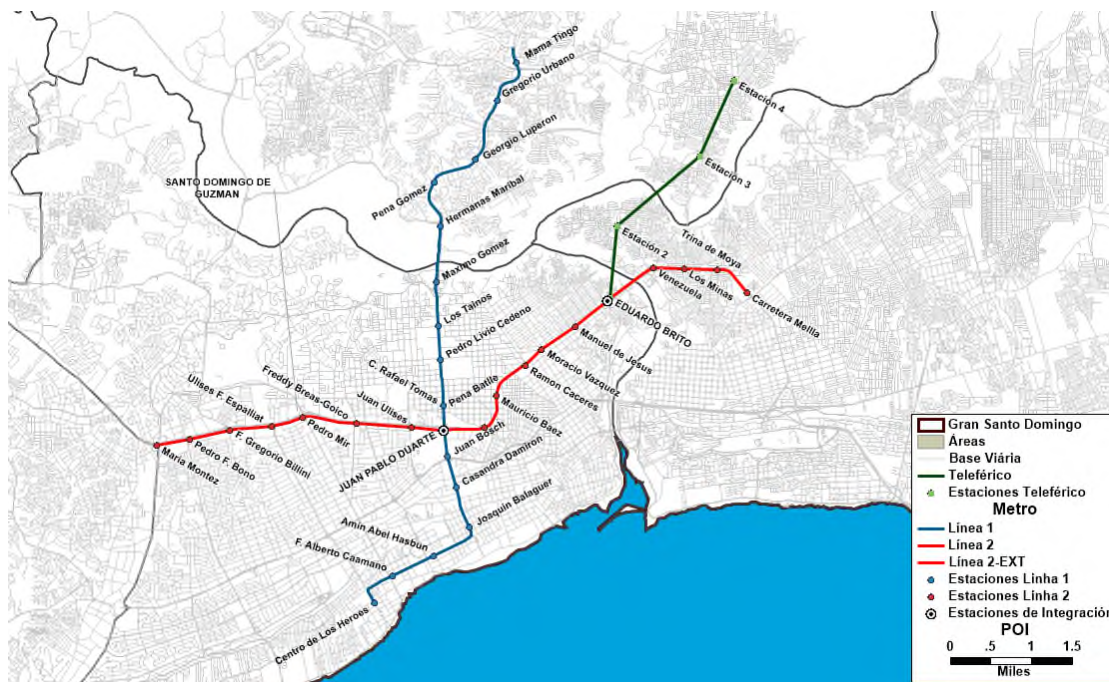 Mama Tingo
Gregorio Urbano
Georgio Luperon
Pena Gomez
Hermanas Maribal
Maximo Gomez
Los Tainos
Pedro Livio Cedeno
C. Rafael Tomas
Pena Batlle
SANTO DOMINGO DE
GUZMAN
Estación 4
Estación 3
Estación 2
Trina de Moya
Los Minas
Venezuela
Carretera Mella
EDUARDO BRITO
Manuel de Jesus
Moracio Vazquez
Ramon Caceres
Mauricio Baez
Ulises F. Espaillat
Freddy Breas-Goico
Juan Ulises
Pedro Mir
F. Gregorio Billini
Pedro F. Bono
Maria Montez
JUAN PABLO DUARTE
Juan Bosch
Casandra Damiron
Joaquin Balaguer
Amin Abel Hasbun
F. Alberto Caamano
Centro de Los Heroes
Gran Santo Domingo
Áreas
Base Viária
Teleférico
Estaciones Teleférico
Metro
Línea 1
Línea 2
Línea 2-EXT
Estaciones Linha 1
Estaciones Linha 2
Estaciones de Integración
POI
0 .5 1 1.5
Miles